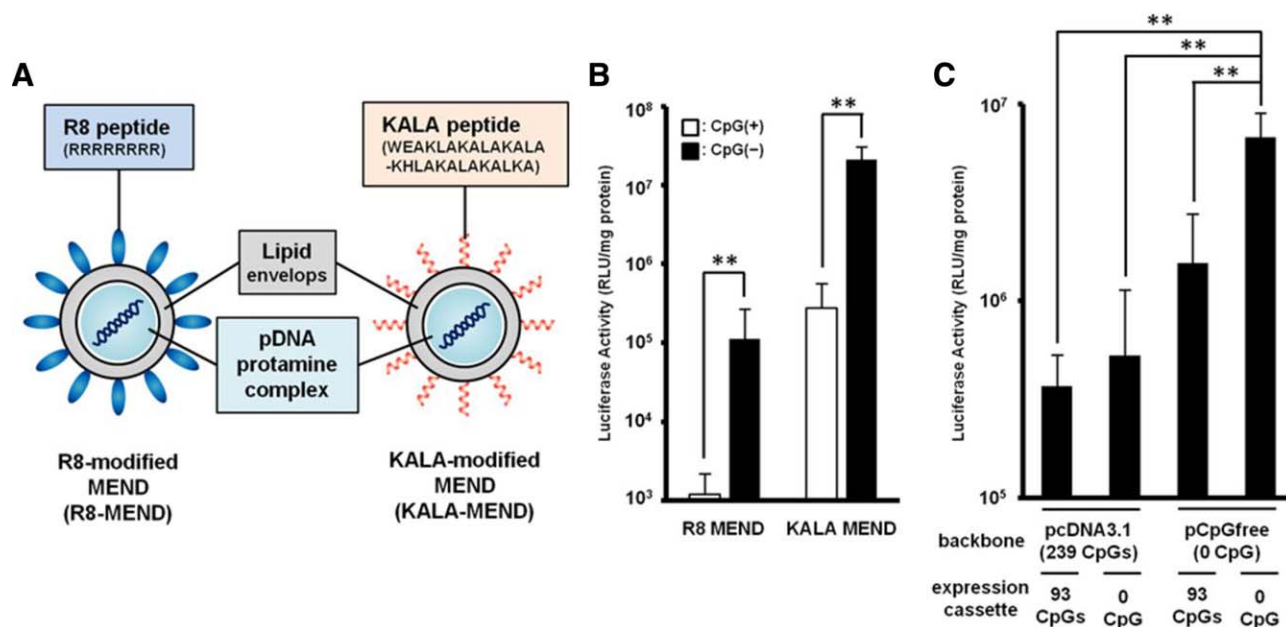 A
R8 peptide
(RRRRRRRR)
KALA peptide
(WEAKLAKALAKALA
-KHLAKALAKALKA)
Lipid
envelops
pDNA
protamine
complex
R8-modified
MEND
(R8-MEND)
KALA-modified
MEND
(KALA-MEND)
B
Luciferase Activity (RLU/mg protein)
10⁸
10⁷
10⁶
10⁵
10⁴
10³
: CpG(+)
: CpG(−)
**
**
R8 MEND
KALA MEND
C
Luciferase Activity (RLU/mg protein)
10⁷
10⁶
10⁵
**
**
**
backbone
pcDNA3.1
(239 CpGs)
pCpGfree
(0 CpG)
expression
cassette
93
CpGs
0
CpG
93
CpGs
0
CpG